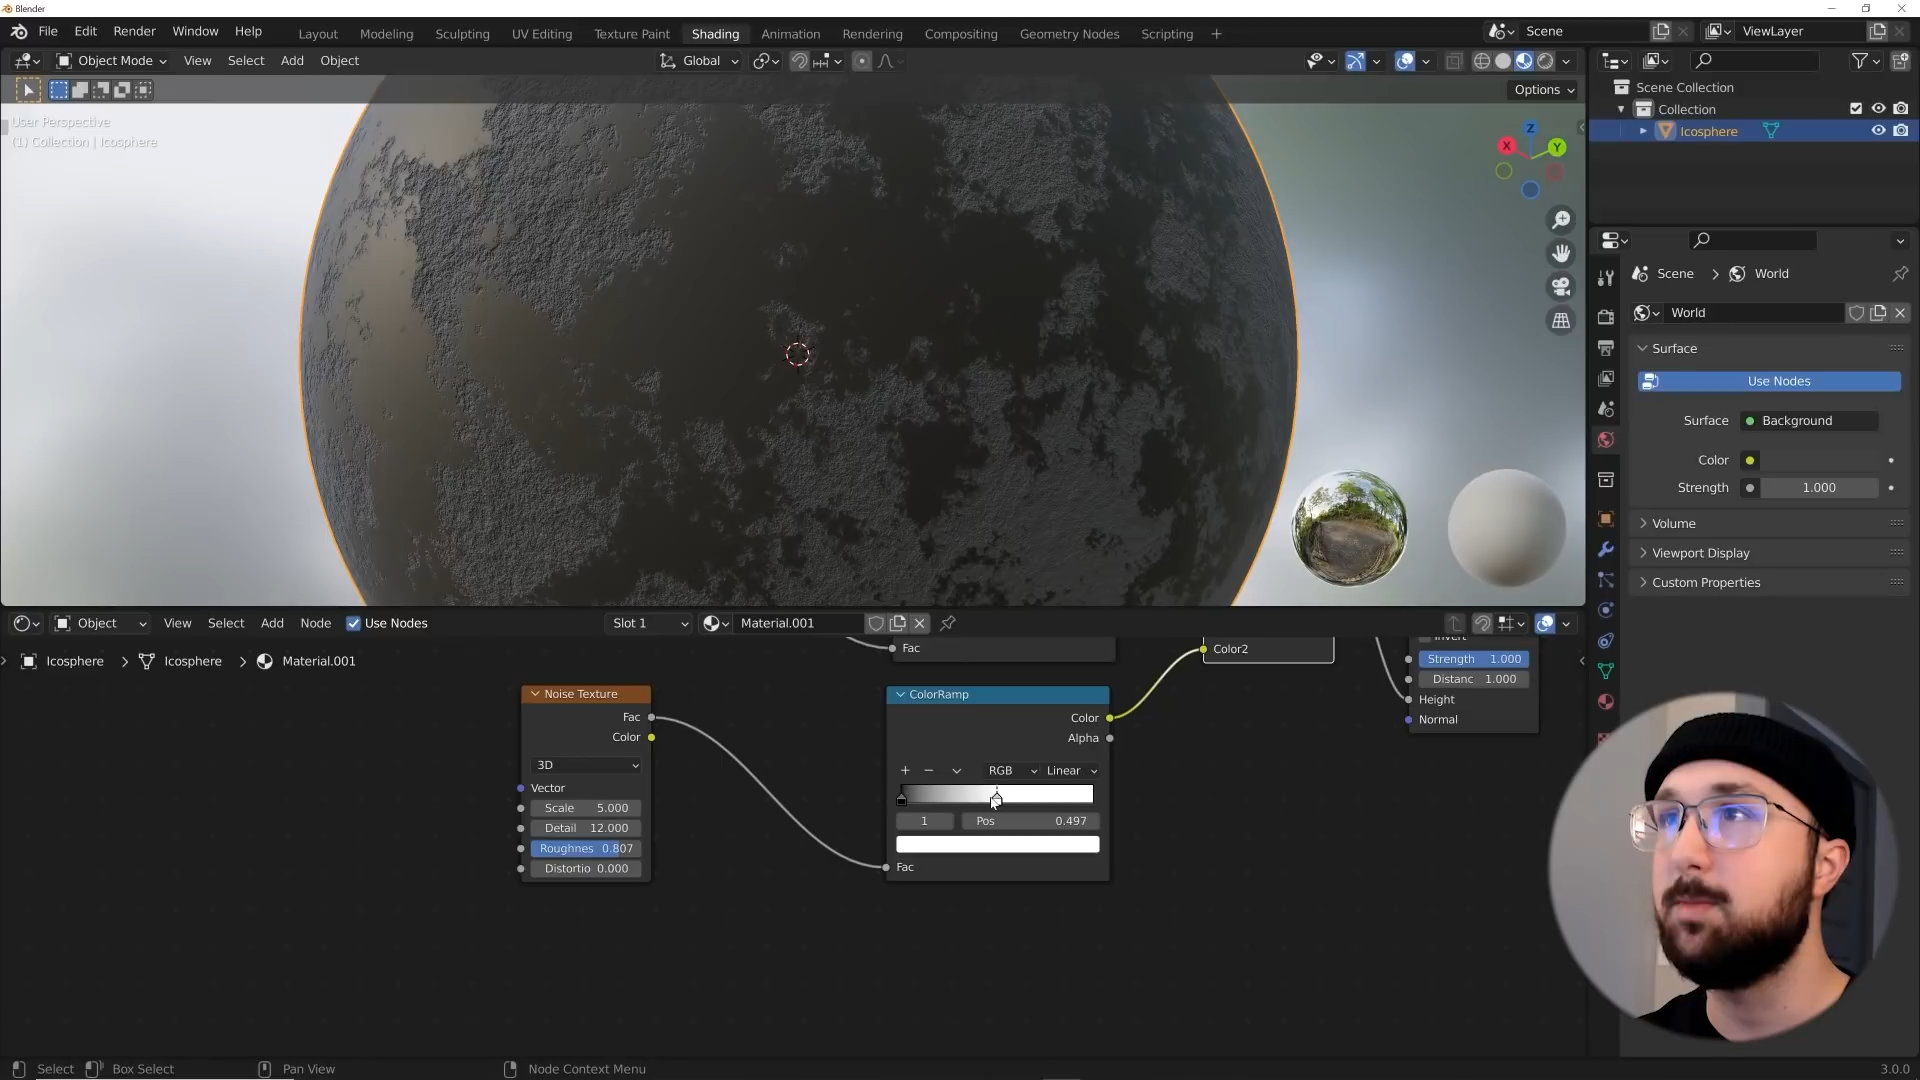 Blender
File Edit Render Window Help
Layout Modeling Sculpting UV Editing Texture Paint Shading Animation Rendering Compositing Geometry Nodes Scripting +
Scene
ViewLayer
Object Mode View Select Add Object
Global
Options
User Perspective
(1) Collection | Icosphere
Z
X
Y
Scene Collection
Collection
Icosphere
Scene > World
World
Surface
Use Nodes
Surface Background
Color
Strength 1.000
Volume
Viewport Display
Custom Properties
Object View Select Add Node Use Nodes
Slot 1
Material.001
Icosphere > Icosphere > Material.001
Fac
Color2
Invert
Strength 1.000
Distanc 1.000
Height
Normal
Noise Texture
Fac
Color
3D
Vector
Scale 5.000
Detail 12.000
Roughnes 0.807
Distortio 0.000
ColorRamp
Color
Alpha
+ − RGB Linear
1 Pos 0.497
Fac
Select Box Select Pan View Node Context Menu
3.0.0